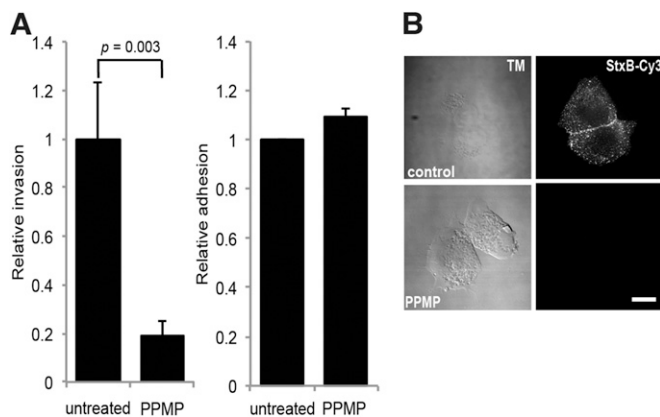 A
p = 0.003
Relative invasion
1.4
1.2
1
0.8
0.6
0.4
0.2
0
untreated PPMP
Relative adhesion
1.4
1.2
1
0.8
0.6
0.4
0.2
0
untreated PPMP
B
TM
StxB-Cy3
control
PPMP